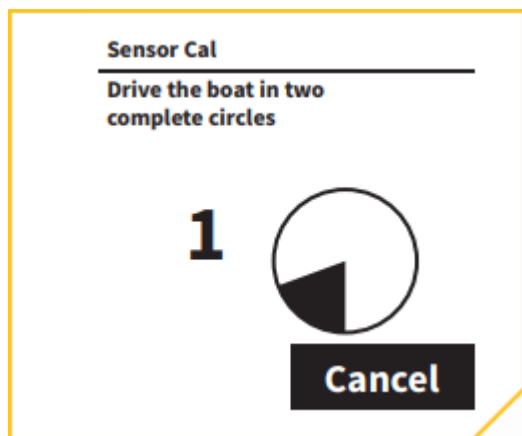 Sensor Cal
Drive the boat in two
complete circles
1
Cancel